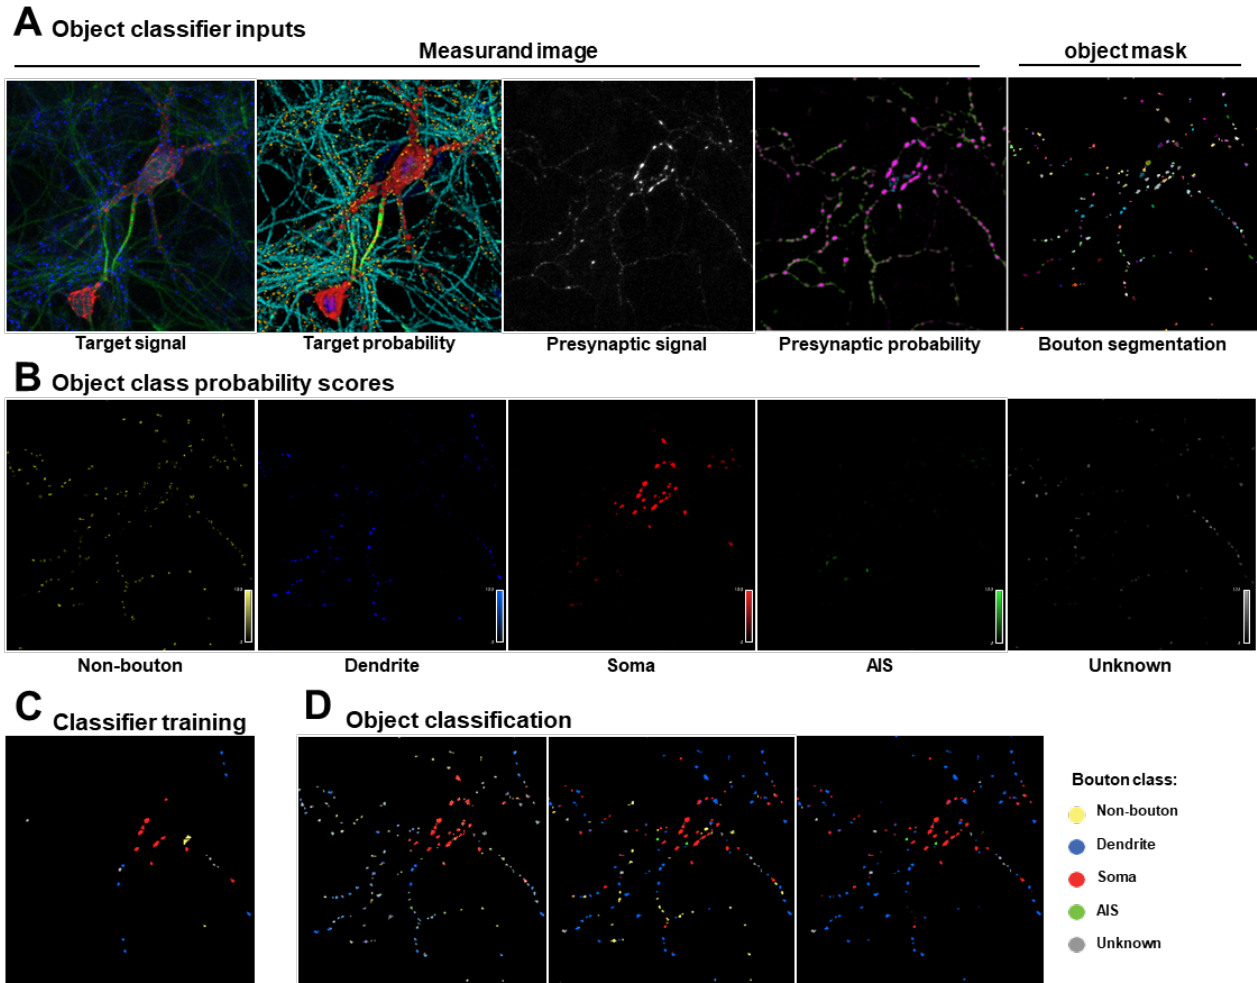 A Object classifier inputs
Measurand image
object mask
Target signal
Target probability
Presynaptic signal
Presynaptic probability
Bouton segmentation
B Object class probability scores
Non-bouton
Dendrite
Soma
AIS
Unknown
C Classifier training
D Object classification
Bouton class:
Non-bouton
Dendrite
Soma
AIS
Unknown